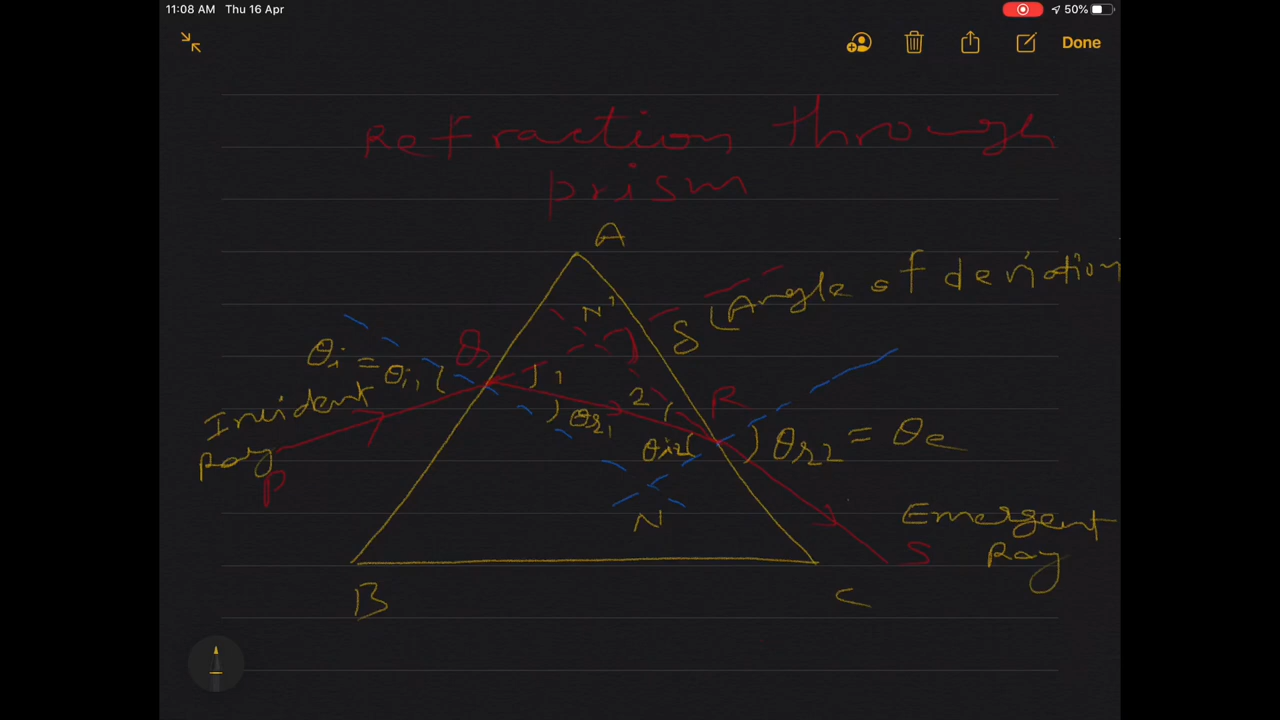 11:08 AM Thu 16 Apr
50%
Done
Refraction through
prism
A
N'
δ (Angle of deviation
Q
θi = θi1
1
2
R
Incident
Ray
P
θr1
θi2
θr2 = θe
N
Emergent
Ray
S
B
C